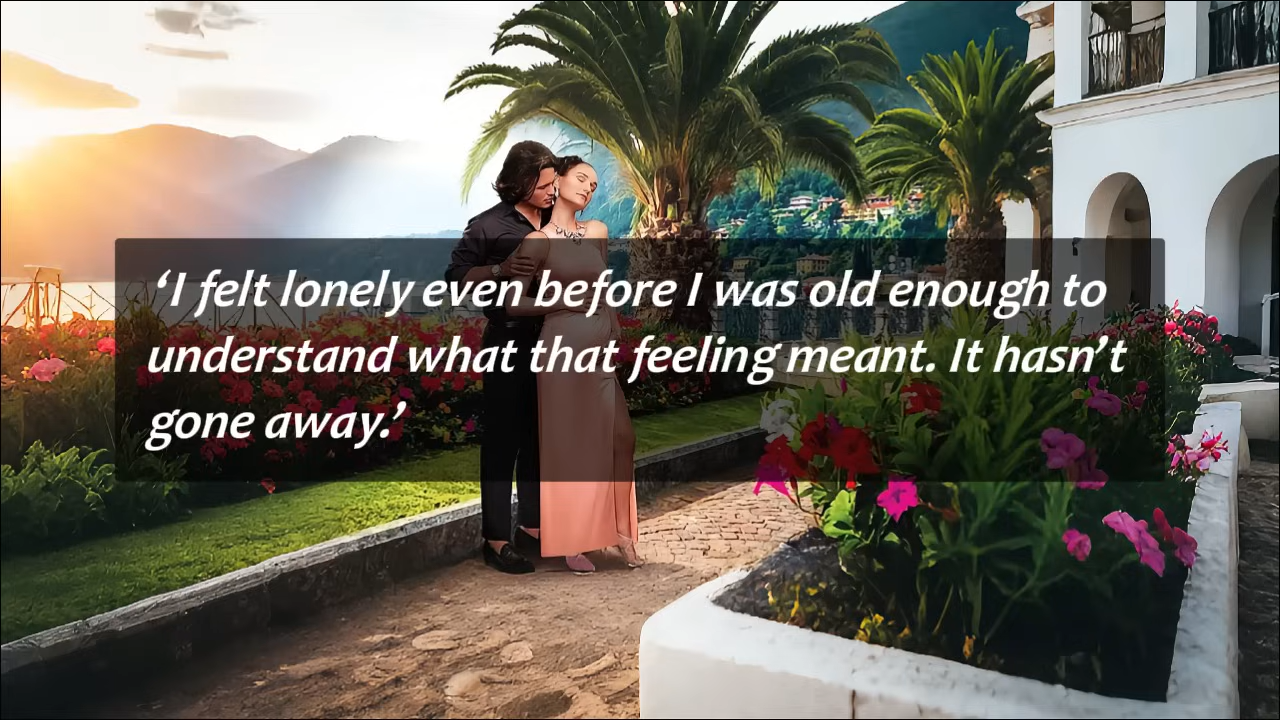 ‘I felt lonely even before I was old enough to
understand what that feeling meant. It hasn’t
gone away.’